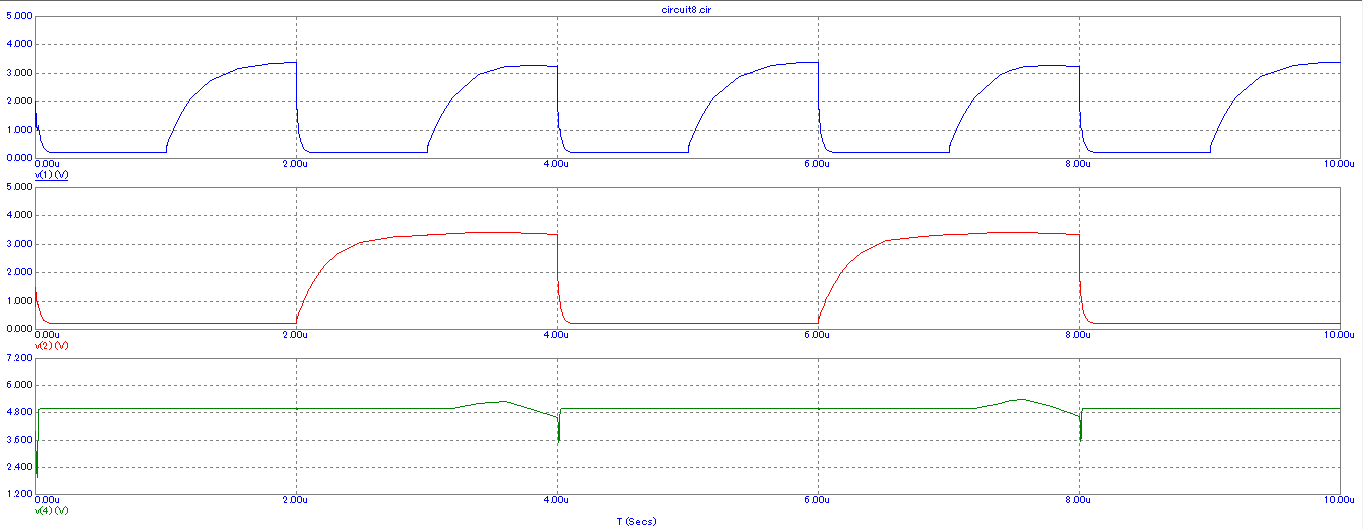 circuit8.cir
5.000
4.000
3.000
2.000
1.000
0.000
0.00u 2.00u 4.00u 6.00u 8.00u 10.00u
v(1) (V)
5.000
4.000
3.000
2.000
1.000
0.000
0.00u 2.00u 4.00u 6.00u 8.00u 10.00u
v(2) (V)
7.200
6.000
4.800
3.600
2.400
1.200
0.00u 2.00u 4.00u 6.00u 8.00u 10.00u
v(4) (V)
T (Secs)